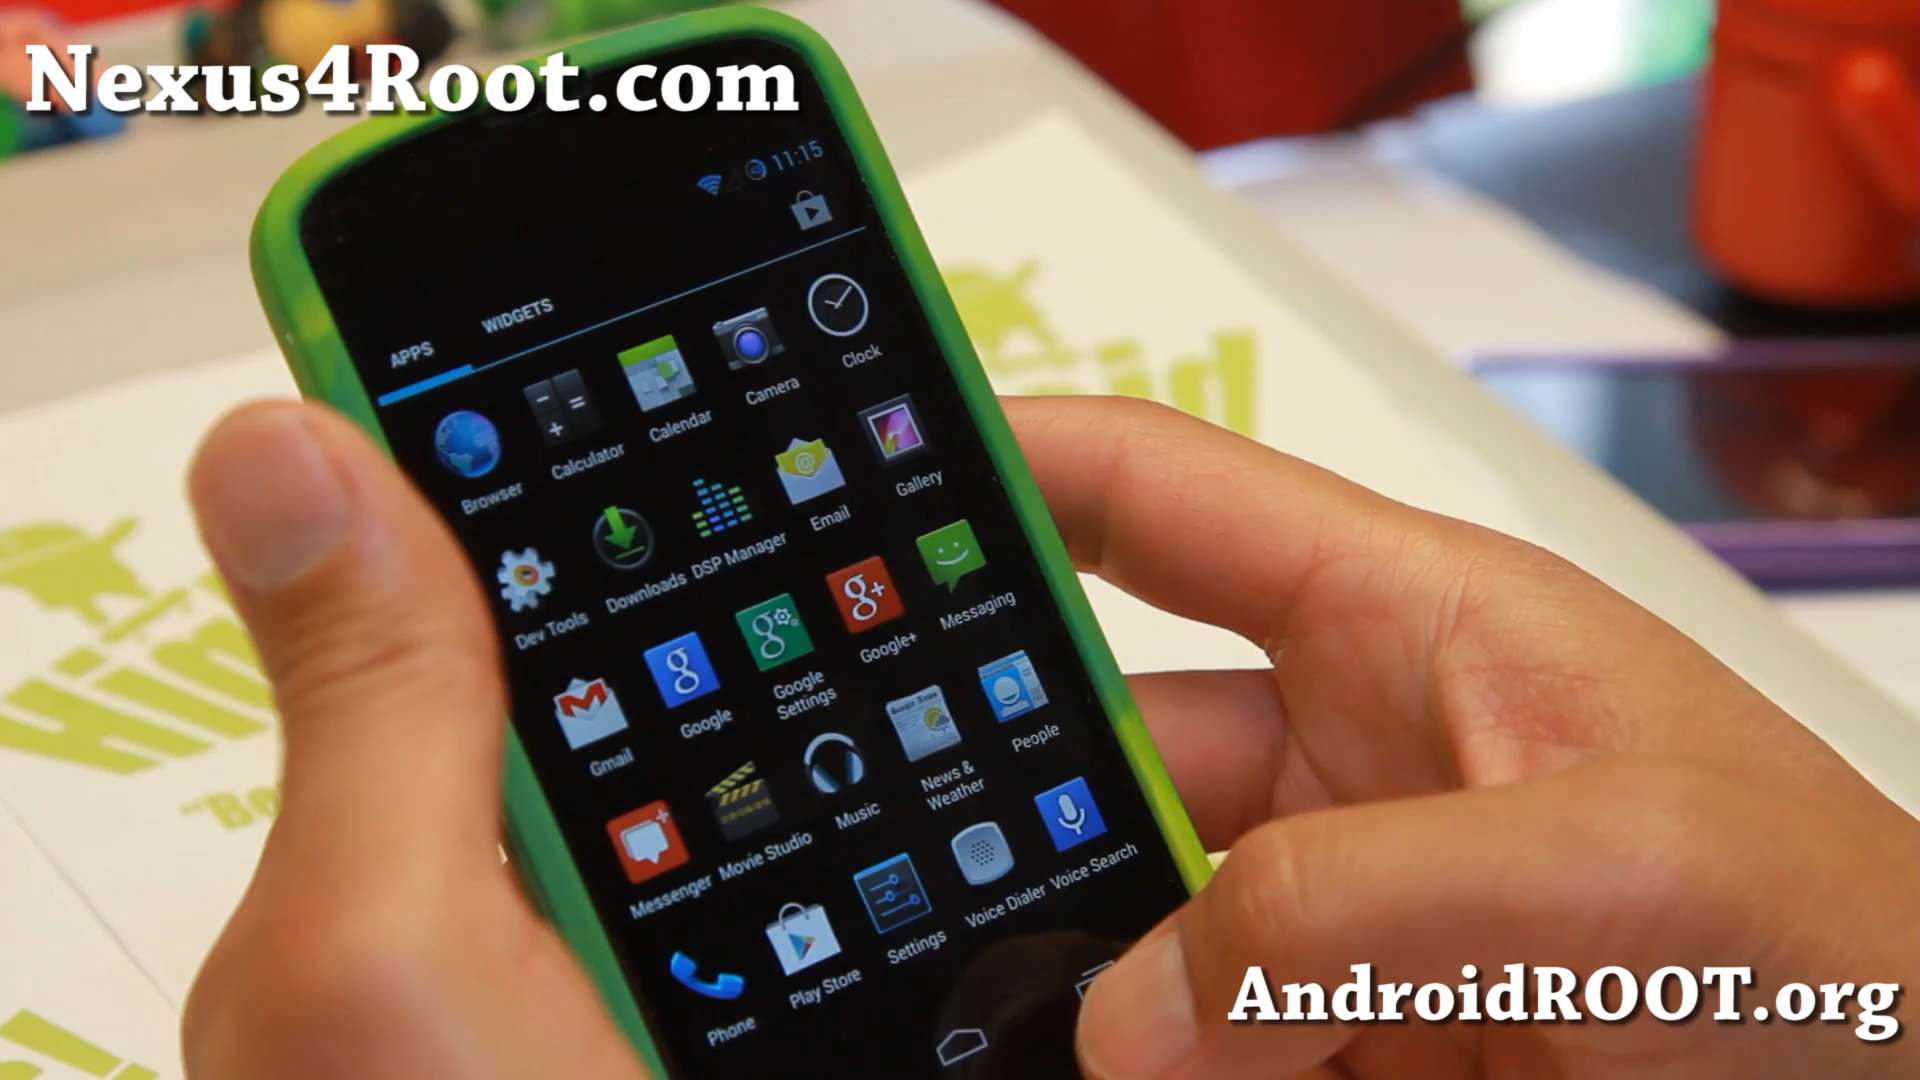 Nexus4Root.com
11:15
APPS WIDGETS
Browser Calculator Calendar Camera Clock
Dev Tools Downloads DSP Manager Email Gallery
Gmail Google Google Settings Google+ Messaging
Messenger Movie Studio Music News & Weather People
Phone Play Store Settings Voice Dialer Voice Search
AndroidROOT.org